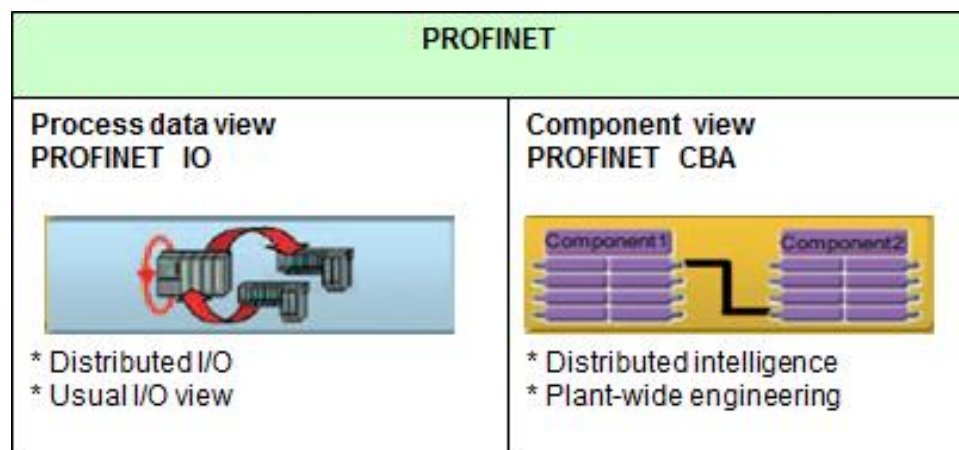 PROFINET
Process data view
PROFINET IO
* Distributed I/O
* Usual I/O view
Component view
PROFINET CBA
Component1
Component2
* Distributed intelligence
* Plant-wide engineering